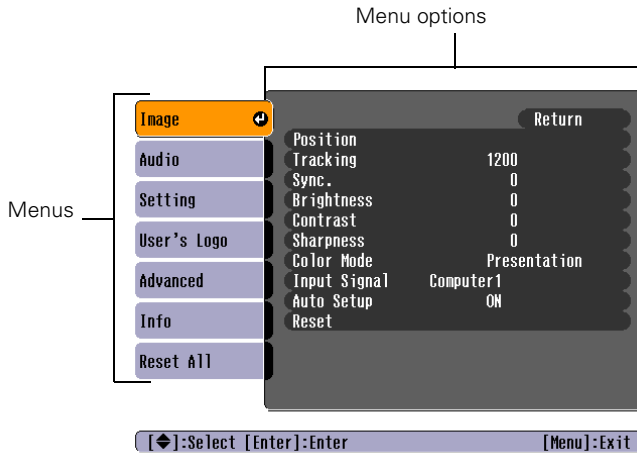 Menu options
Menus
Image
Audio
Setting
User's Logo
Advanced
Info
Reset All
Return
Position
Tracking 1200
Sync. 0
Brightness 0
Contrast 0
Sharpness 0
Color Mode Presentation
Input Signal Computer1
Auto Setup ON
Reset
[◆]:Select [Enter]:Enter [Menu]:Exit